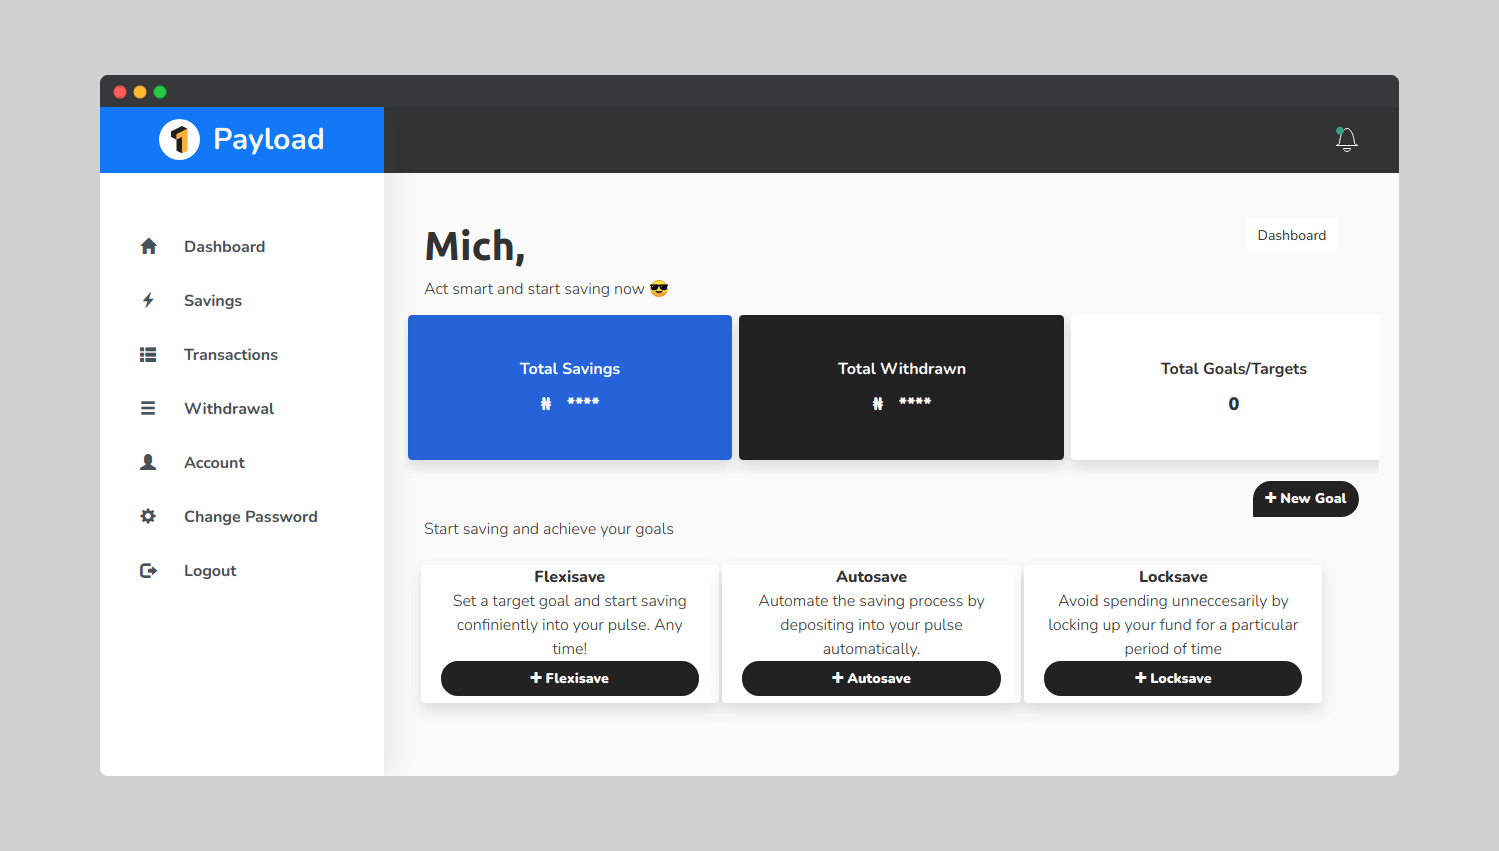 Payload
Dashboard
Savings
Transactions
Withdrawal
Account
Change Password
Logout
Mich,
Dashboard
Act smart and start saving now 😎
Total Savings
₦ ****
Total Withdrawn
₦ ****
Total Goals/Targets
0
+ New Goal
Start saving and achieve your goals
Flexisave
Set a target goal and start saving
confiniently into your pulse. Any
time!
+ Flexisave
Autosave
Automate the saving process by
depositing into your pulse
automatically.
+ Autosave
Locksave
Avoid spending unneccesarily by
locking up your fund for a particular
period of time
+ Locksave